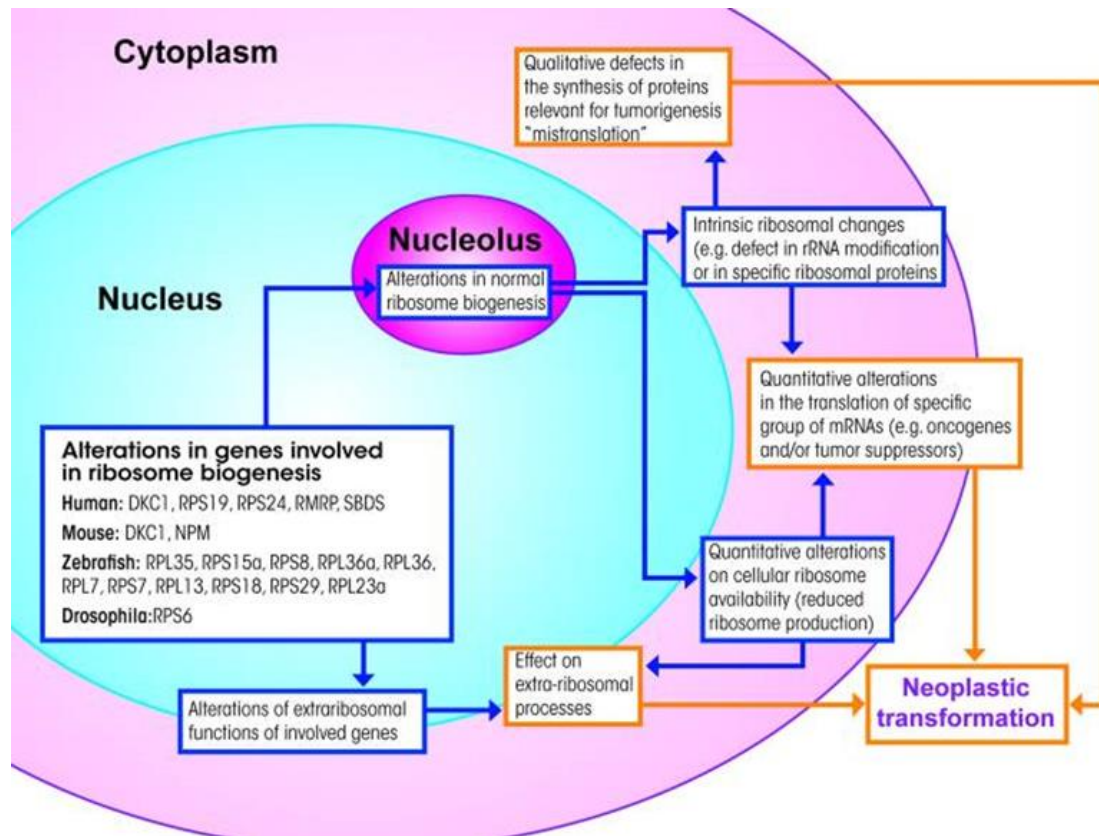 Cytoplasm
Qualitative defects in
the synthesis of proteins
relevant for tumorigenesis
"mistranslation"
Nucleolus
Alterations in normal
ribosome biogenesis
Intrinsic ribosomal changes
(e.g. defect in rRNA modification
or in specific ribosomal proteins
Nucleus
Quantitative alterations
in the translation of specific
group of mRNAs (e.g. oncogenes
and/or tumor suppressors)
Alterations in genes involved
in ribosome biogenesis
Human: DKC1, RPS19, RPS24, RMRP, SBDS
Mouse: DKC1, NPM
Zebrafish: RPL35, RPS15a, RPS8, RPL36a, RPL36,
RPL7, RPS7, RPL13, RPS18, RPS29, RPL23a
Drosophila:RPS6
Quantitative alterations
on cellular ribosome
availability (reduced
ribosome production)
Effect on
extra-ribosomal
processes
Alterations of extraribosomal
functions of involved genes
Neoplastic
transformation